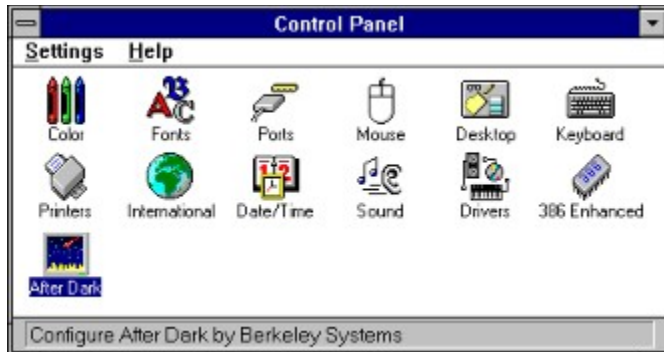 Control Panel
Settings Help
Color Fonts Ports Mouse Desktop Keyboard
Printers International Date/Time Sound Drivers 386 Enhanced
After Dark
Configure After Dark by Berkeley Systems